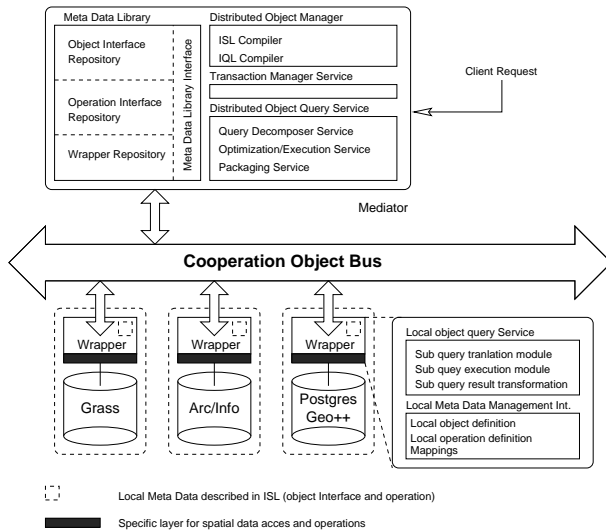 Meta Data Library
Object Interface
Repository
Operation Interface
Repository
Wrapper Repository
Meta Data Library Interface
Distributed Object Manager
ISL Compiler
IQL Compiler
Transaction Manager Service
Distributed Object Query Service
Query Decomposer Service
Optimization/Execution Service
Packaging Service
Client Request
Mediator
Cooperation Object Bus
Wrapper
Grass
Wrapper
Arc/Info
Wrapper
Postgres
Geo++
Local object query Service
Sub query tranlation module
Sub quey execution module
Sub query result transformation
Local Meta Data Management Int.
Local object definition
Local operation definition
Mappings
Local Meta Data described in ISL (object Interface and operation)
Specific layer for spatial data acces and operations